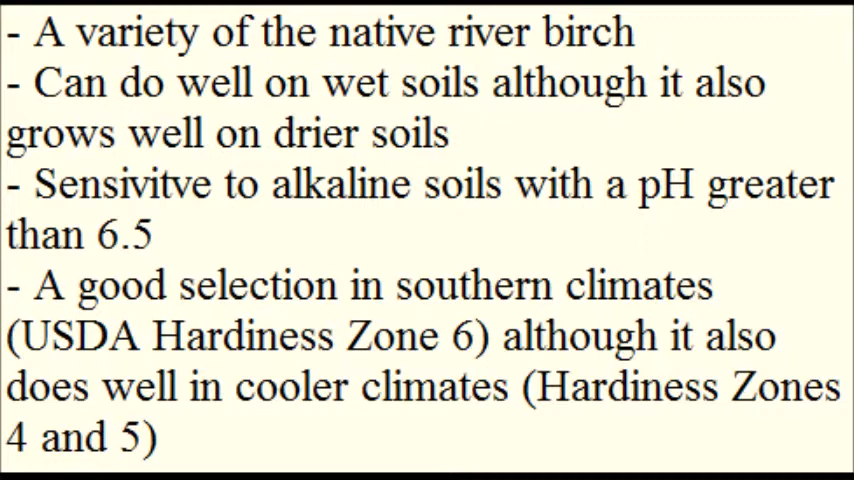 - A variety of the native river birch
- Can do well on wet soils although it also
grows well on drier soils
- Sensivitve to alkaline soils with a pH greater
than 6.5
- A good selection in southern climates
(USDA Hardiness Zone 6) although it also
does well in cooler climates (Hardiness Zones
4 and 5)